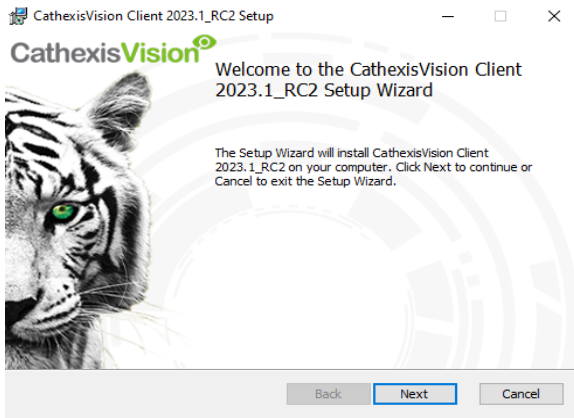 CathexisVision Client 2023.1_RC2 Setup
CathexisVision
Welcome to the CathexisVision Client
2023.1_RC2 Setup Wizard
The Setup Wizard will install CathexisVision Client
2023.1_RC2 on your computer. Click Next to continue or
Cancel to exit the Setup Wizard.
Back Next Cancel